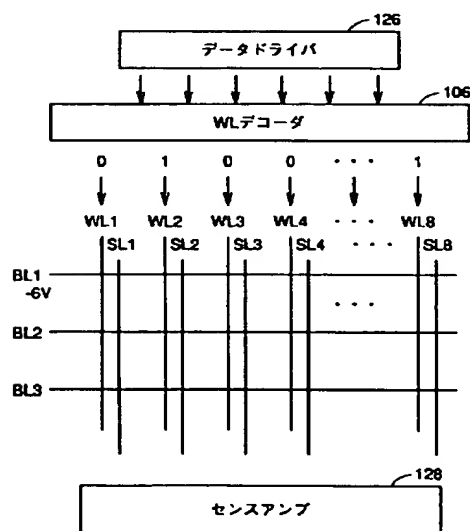 126
データドライバ
106
WLデコーダ
0 1 0 0 ・・・ 1
WL1 WL2 WL3 WL4 ・・・ WL8
SL1 SL2 SL3 SL4 ・・・ SL8
BL1
-6V ・・・
BL2
BL3
128
センスアンプ